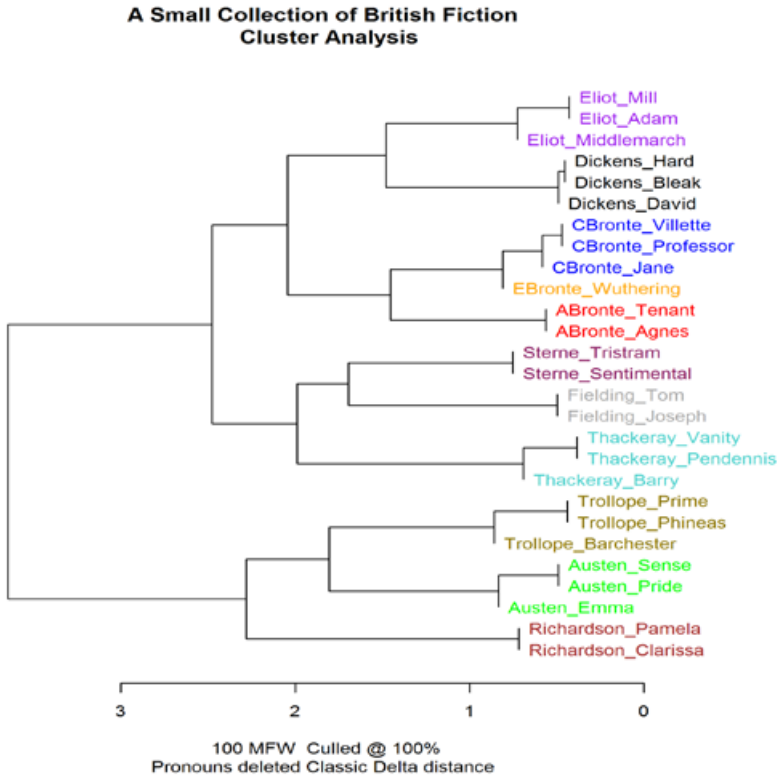 A Small Collection of British Fiction
Cluster Analysis
Eliot_Mill
Eliot_Adam
Eliot_Middlemarch
Dickens_Hard
Dickens_Bleak
Dickens_David
CBronte_Villette
CBronte_Professor
CBronte_Jane
EBronte_Wuthering
ABronte_Tenant
ABronte_Agnes
Sterne_Tristram
Sterne_Sentimental
Fielding_Tom
Fielding_Joseph
Thackeray_Vanity
Thackeray_Pendennis
Thackeray_Barry
Trollope_Prime
Trollope_Phineas
Trollope_Barchester
Austen_Sense
Austen_Pride
Austen_Emma
Richardson_Pamela
Richardson_Clarissa
3 2 1 0
100 MFW Culled @ 100%
Pronouns deleted Classic Delta distance